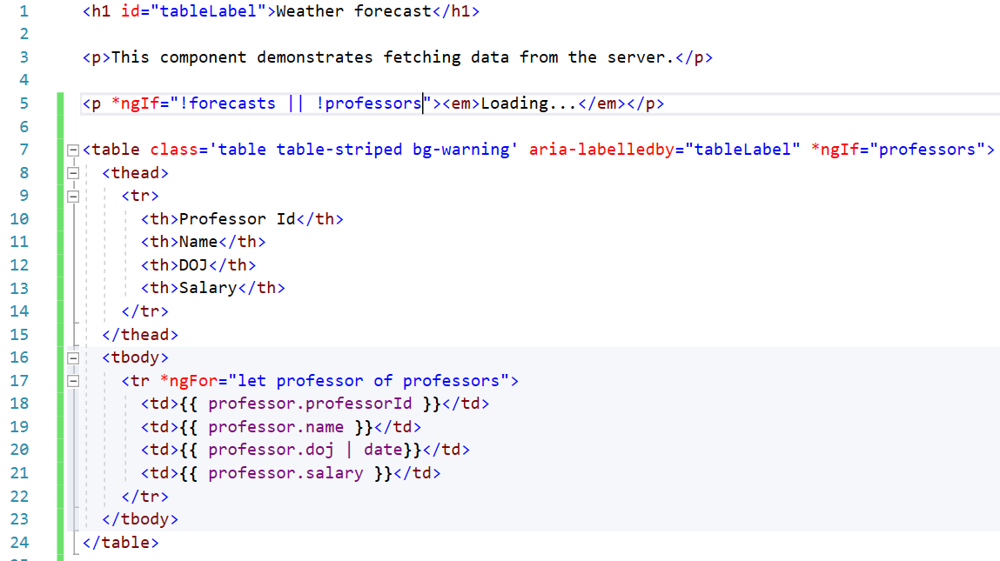 1 <h1 id="tableLabel">Weather forecast</h1>
2
3 <p>This component demonstrates fetching data from the server.</p>
4
5 <p *ngIf="!forecasts || !professors"><em>Loading...</em></p>
6
7 <table class='table table-striped bg-warning' aria-labelledby="tableLabel" *ngIf="professors">
8 <thead>
9 <tr>
10 <th>Professor Id</th>
11 <th>Name</th>
12 <th>DOJ</th>
13 <th>Salary</th>
14 </tr>
15 </thead>
16 <tbody>
17 <tr *ngFor="let professor of professors">
18 <td>{{ professor.professorId }}</td>
19 <td>{{ professor.name }}</td>
20 <td>{{ professor.doj | date}}</td>
21 <td>{{ professor.salary }}</td>
22 </tr>
23 </tbody>
24 </table>